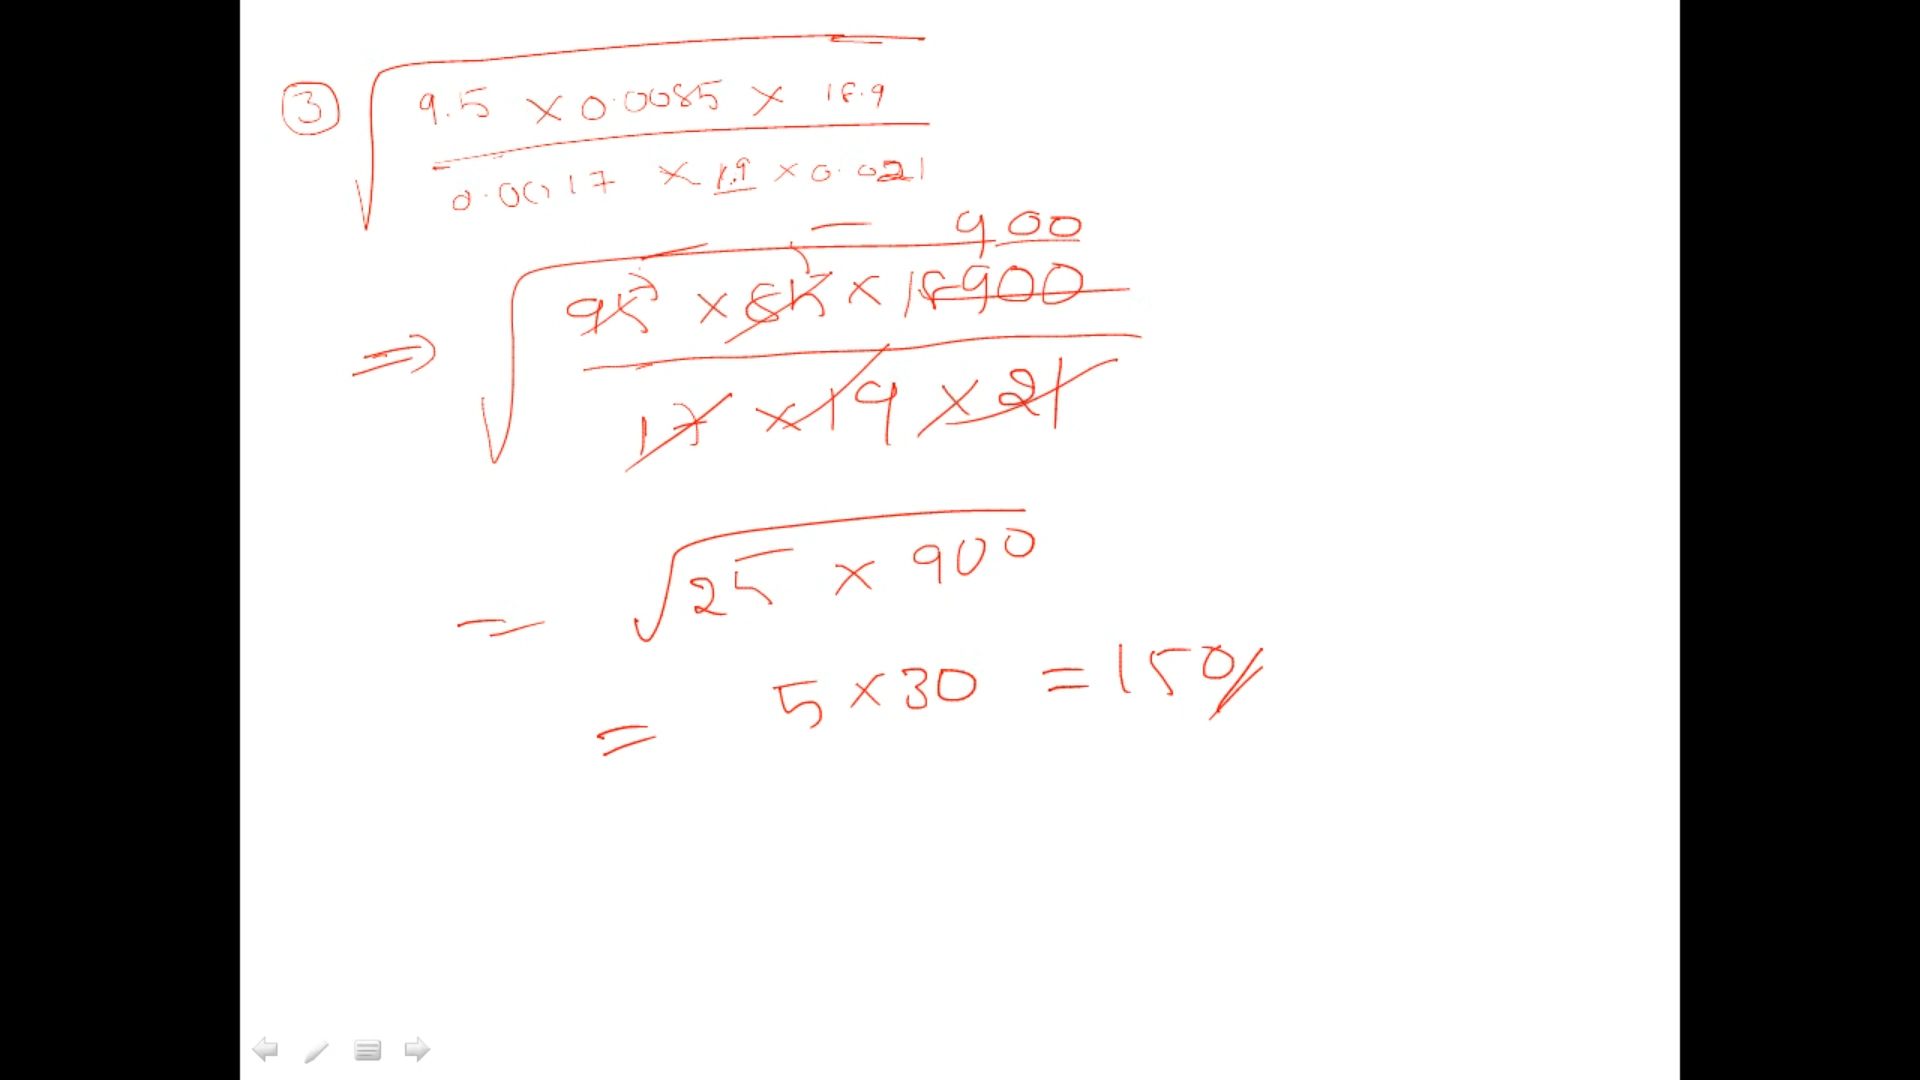 ③ √ 9.5 × 0.0085 × 18.9
0.0017 × 1.9 × 0.021
900
⇒ √ 95 × 85 × 18900
17 × 19 × 21
= √ 25 × 900
= 5 × 30 = 150//